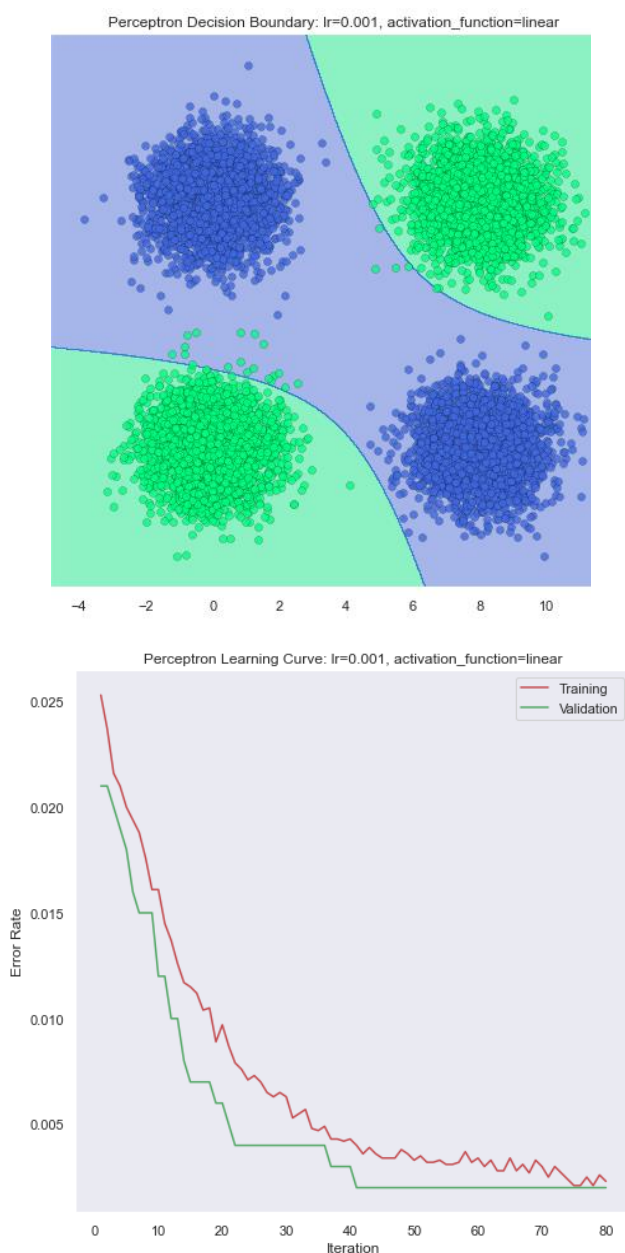 Perceptron Decision Boundary: lr=0.001, activation_function=linear
−4 −2 0 2 4 6 8 10
Perceptron Learning Curve: lr=0.001, activation_function=linear
Training
Validation
0.025
0.020
0.015
0.010
0.005
Error Rate
0 10 20 30 40 50 60 70 80
Iteration